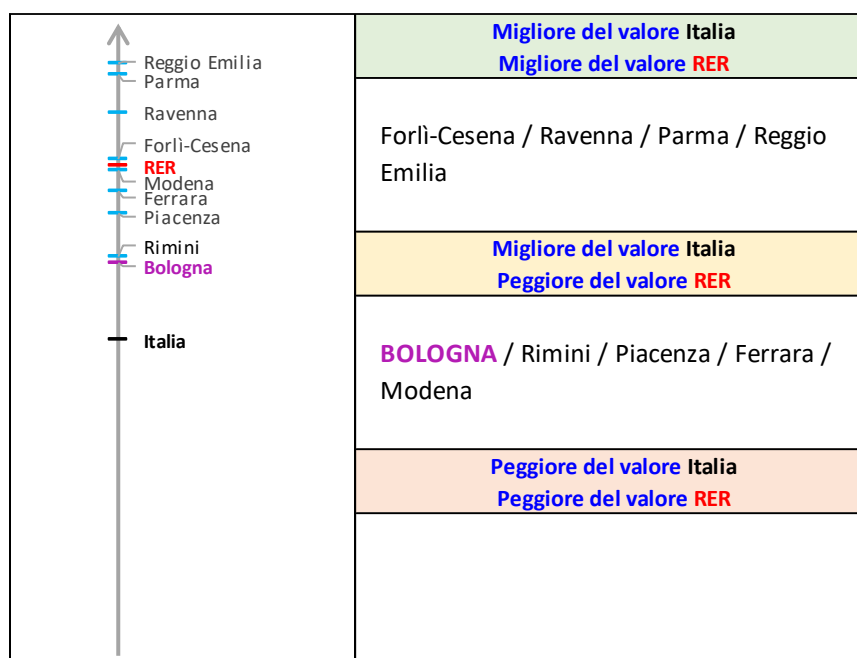 Reggio Emilia
Parma
Ravenna
Forlì-Cesena
RER
Modena
Ferrara
Piacenza
Rimini
Bologna
Italia
Migliore del valore Italia
Migliore del valore RER
Forlì-Cesena / Ravenna / Parma / Reggio
Emilia
Migliore del valore Italia
Peggiore del valore RER
BOLOGNA / Rimini / Piacenza / Ferrara /
Modena
Peggiore del valore Italia
Peggiore del valore RER